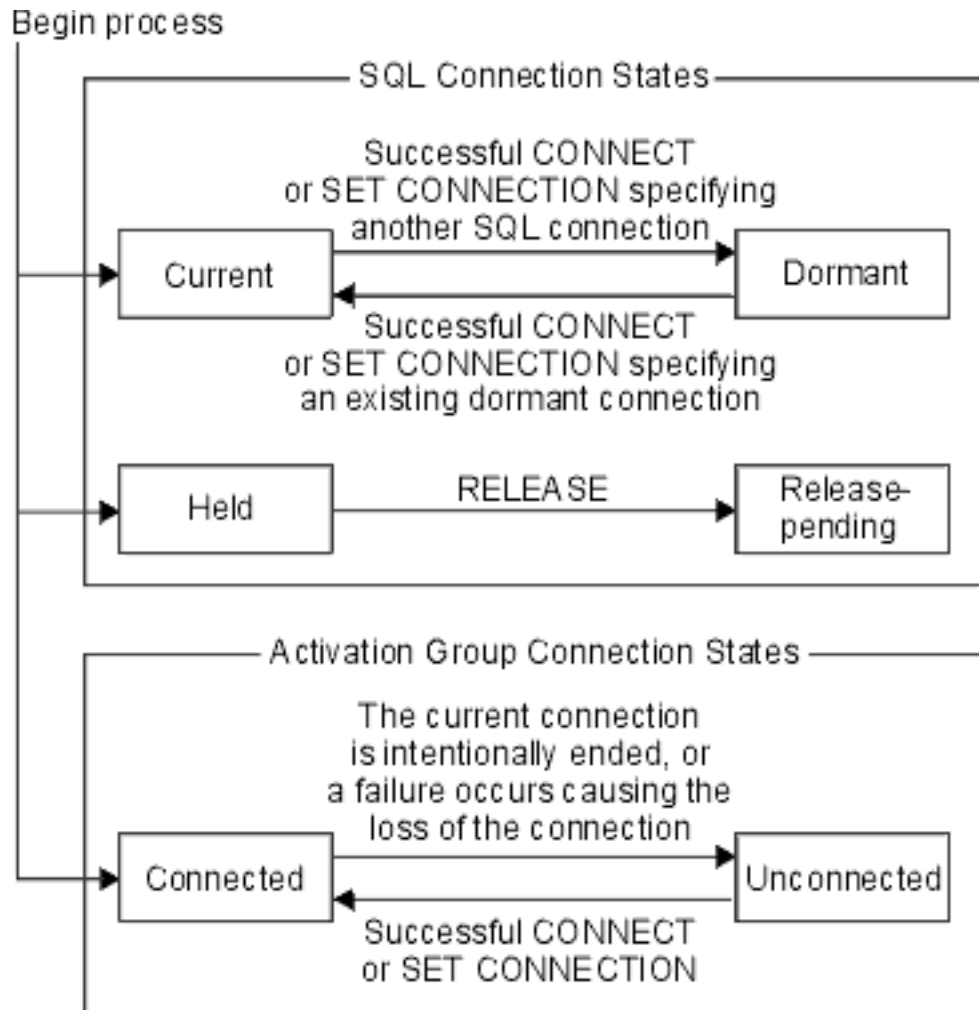 Begin process
SQL Connection States
Successful CONNECT
or SET CONNECTION specifying
another SQL connection
Current
Dormant
Successful CONNECT
or SET CONNECTION specifying
an existing dormant connection
Held
RELEASE
Release-
pending
Activation Group Connection States
The current connection
is intentionally ended, or
a failure occurs causing the
loss of the connection
Connected
Unconnected
Successful CONNECT
or SET CONNECTION